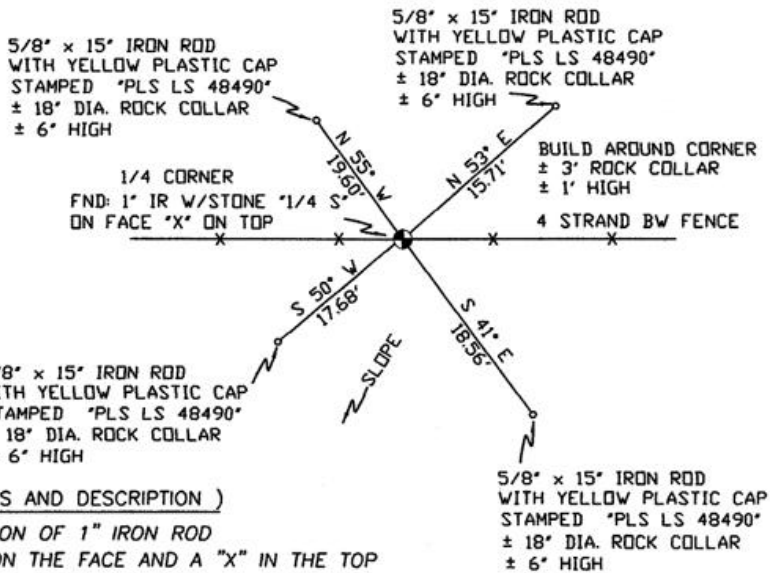 5/8" x 15" IRON ROD
WITH YELLOW PLASTIC CAP
STAMPED "PLS LS 48490"
± 18" DIA. ROCK COLLAR
± 6" HIGH
5/8" x 15" IRON ROD
WITH YELLOW PLASTIC CAP
STAMPED "PLS LS 48490"
± 18" DIA. ROCK COLLAR
± 6" HIGH
N 55° W
19.60'
N 53° E
15.71'
BUILD AROUND CORNER
± 3' ROCK COLLAR
± 1' HIGH
1/4 CORNER
FND: 1" IR W/STONE "1/4 S"
ON FACE "X" ON TOP
4 STRAND BW FENCE
X X X X
S 50° W
17.68'
S 41° E
18.56'
SLOPE
/8" x 15" IRON ROD
ITH YELLOW PLASTIC CAP
TAMPED "PLS LS 48490"
18" DIA. ROCK COLLAR
6" HIGH
5/8" x 15" IRON ROD
WITH YELLOW PLASTIC CAP
STAMPED "PLS LS 48490"
± 18" DIA. ROCK COLLAR
± 6" HIGH
S AND DESCRIPTION )
ON OF 1" IRON ROD
ON THE FACE AND A "X" IN THE TOP